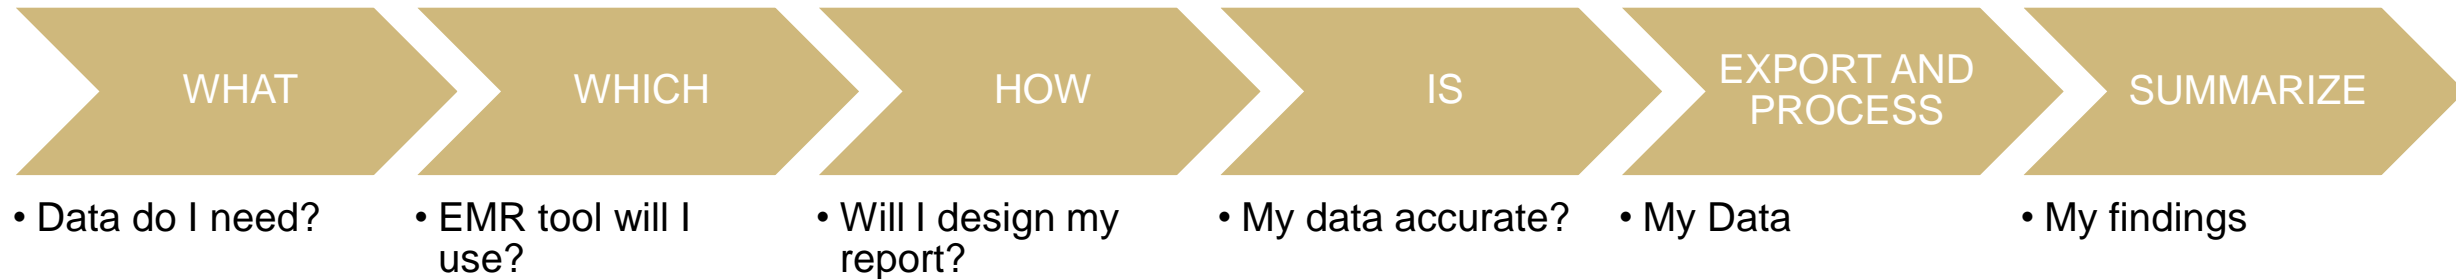 WHAT
WHICH
HOW
IS
EXPORT AND
PROCESS
SUMMARIZE
• Data do I need?
• EMR tool will I
use?
• Will I design my
report?
• My data accurate?
• My Data
• My findings